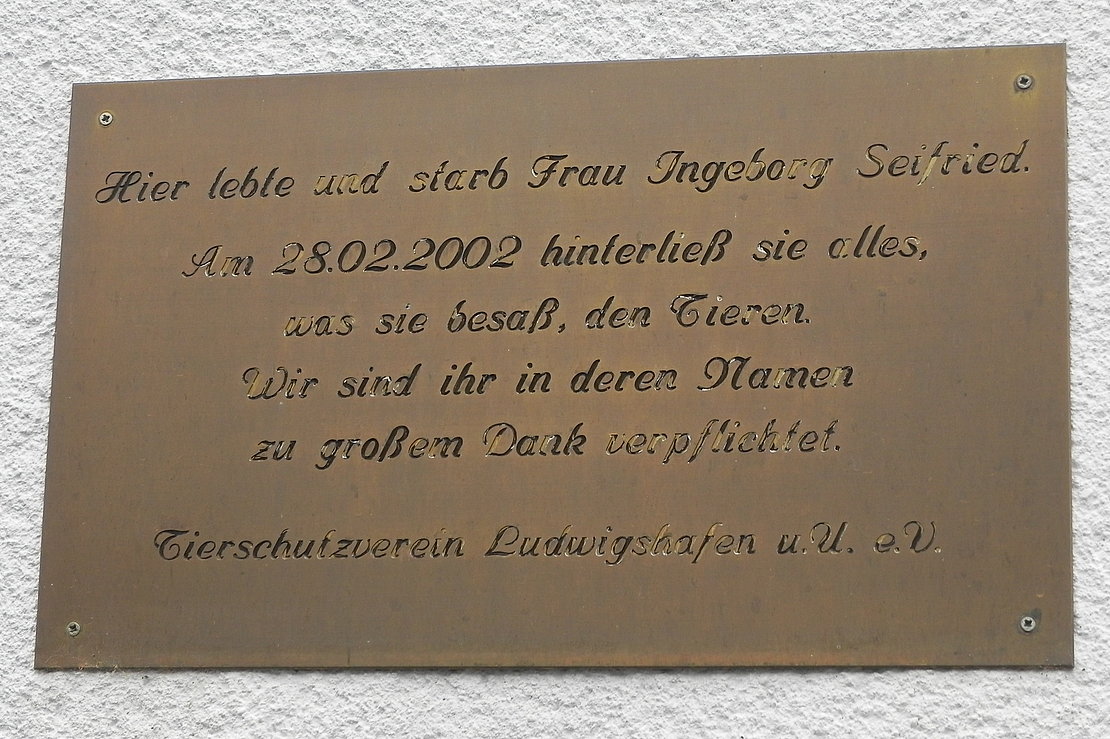 Hier lebte und starb Frau Ingeborg Seifried.
Am 28.02.2002 hinterließ sie alles,
was sie besaß, den Tieren.
Wir sind ihr in deren Namen
zu großem Dank verpflichtet.
Tierschutzverein Ludwigshafen u.U. e.V.